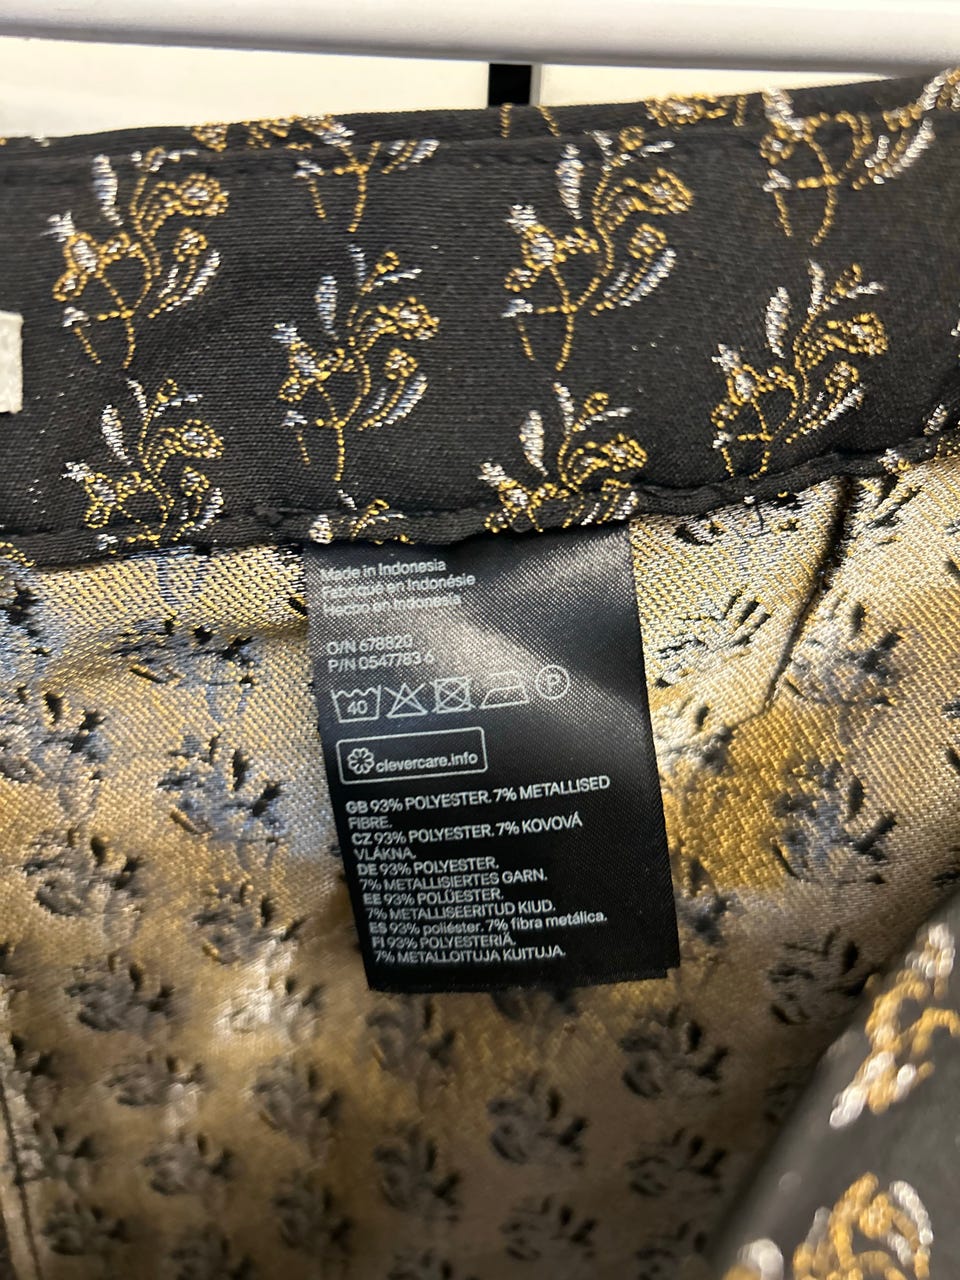 Made in Indonesia
Fabriqué en Indonésie
Hecho en Indonesia
O/N 678820
P/N 0547783 6
40 P
clevercare.info
GB 93% POLYESTER. 7% METALLISED
FIBRE.
CZ 93% POLYESTER. 7% KOVOVÁ
VLÁKNA.
DE 93% POLYESTER.
7% METALLISIERTES GARN.
EE 93% POLÜESTER.
7% METALLISEERITUD KIUD.
ES 93% poliéster. 7% fibra metálica.
FI 93% POLYESTERIÄ.
7% METALLOITUJA KUITUJA.